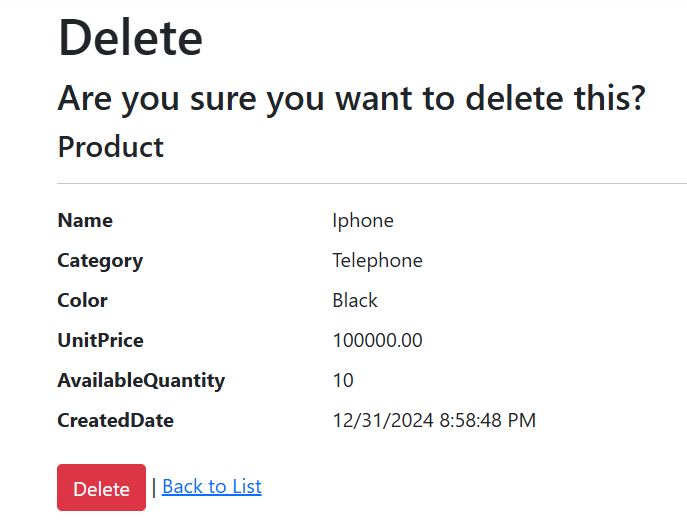 Delete
Are you sure you want to delete this?
Product
Name Iphone
Category Telephone
Color Black
UnitPrice 100000.00
AvailableQuantity 10
CreatedDate 12/31/2024 8:58:48 PM
Delete | Back to List